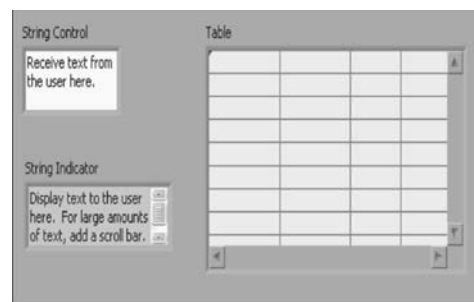 String Control
Receive text from
the user here.
String Indicator
Display text to the user
here. For large amounts
of text, add a scroll bar.
Table